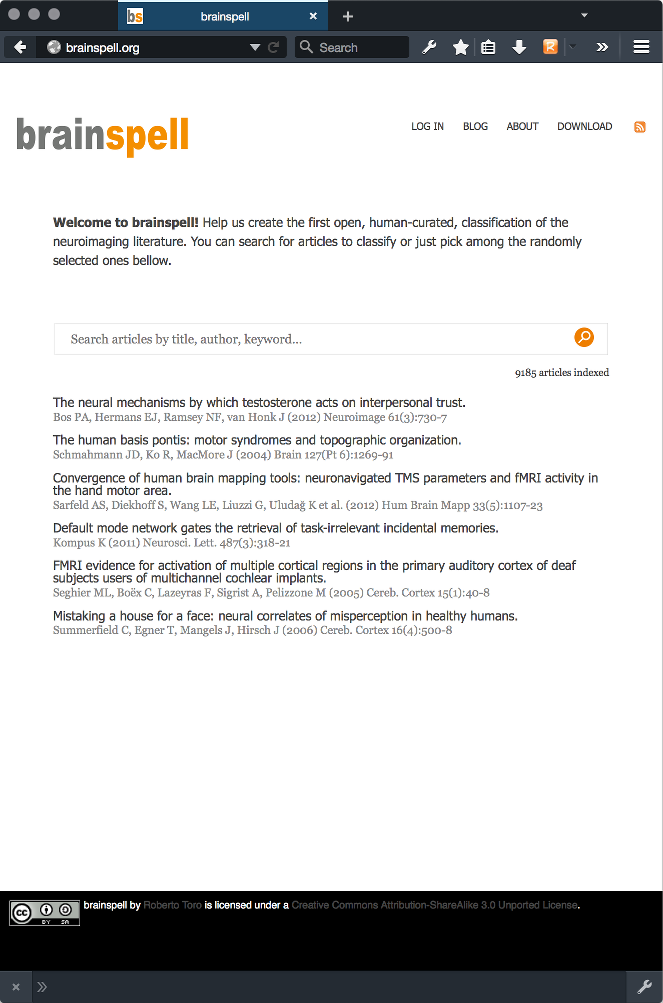 bs brainspell
brainspell.org Search
brainspell
LOG IN BLOG ABOUT DOWNLOAD
Welcome to brainspell! Help us create the first open, human-curated, classification of the
neuroimaging literature. You can search for articles to classify or just pick among the randomly
selected ones bellow.
Search articles by title, author, keyword...
9185 articles indexed
The neural mechanisms by which testosterone acts on interpersonal trust.
Bos PA, Hermans EJ, Ramsey NF, van Honk J (2012) Neuroimage 61(3):730-7
The human basis pontis: motor syndromes and topographic organization.
Schmahmann JD, Ko R, MacMore J (2004) Brain 127(Pt 6):1269-91
Convergence of human brain mapping tools: neuronavigated TMS parameters and fMRI activity in
the hand motor area.
Sarfeld AS, Diekhoff S, Wang LE, Liuzzi G, Uludağ K et al. (2012) Hum Brain Mapp 33(5):1107-23
Default mode network gates the retrieval of task-irrelevant incidental memories.
Kompus K (2011) Neurosci. Lett. 487(3):318-21
FMRI evidence for activation of multiple cortical regions in the primary auditory cortex of deaf
subjects users of multichannel cochlear implants.
Seghier ML, Boëx C, Lazeyras F, Sigrist A, Pelizzone M (2005) Cereb. Cortex 15(1):40-8
Mistaking a house for a face: neural correlates of misperception in healthy humans.
Summerfield C, Egner T, Mangels J, Hirsch J (2006) Cereb. Cortex 16(4):500-8
cc BY SA brainspell by Roberto Toro is licensed under a Creative Commons Attribution-ShareAlike 3.0 Unported License.